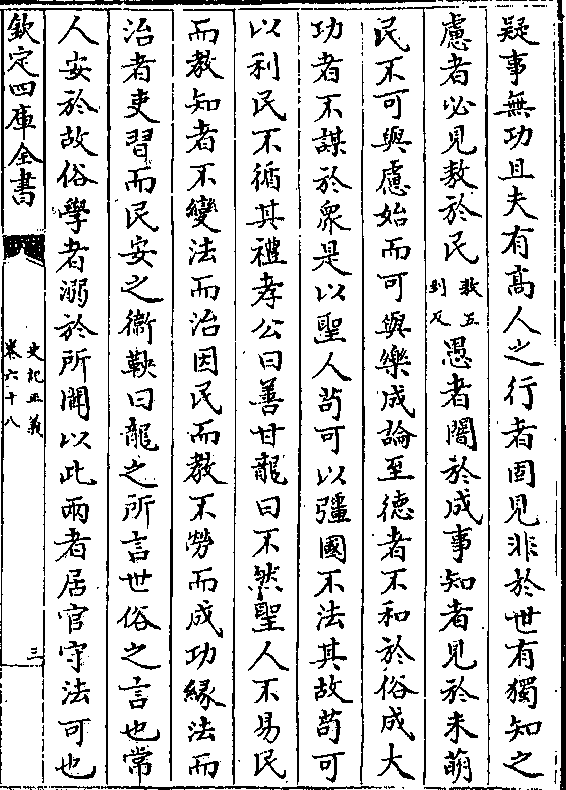 疑事無功且夫有髙人之行者固見非於世有獨知之
慮者必見敖於民敖五到反愚者闇於成事知者見於未萌
民不可與慮始而可與樂成論至德者不和於俗成大
功者不謀於衆是以聖人茍可以彊國不法其故茍可
以利民不循其禮孝公曰善甘龍曰不然聖人不易民
而教知者不變法而治因民而教不勞而成功縁法而
治者吏習而民安之衞鞅曰龍之所言世俗之言也常
人安於故俗學者溺於所聞以此兩者居官守法可也
欽定四庫全書
史記正義
卷六十八
三